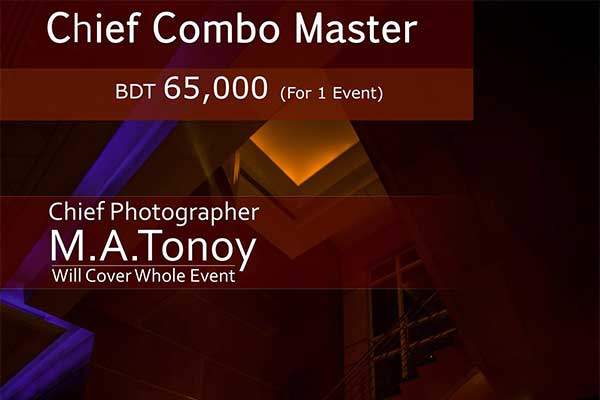 Chief Combo Master
BDT 65,000 (For 1 Event)
Chief Photographer
M.A.Tonoy
Will Cover Whole Event